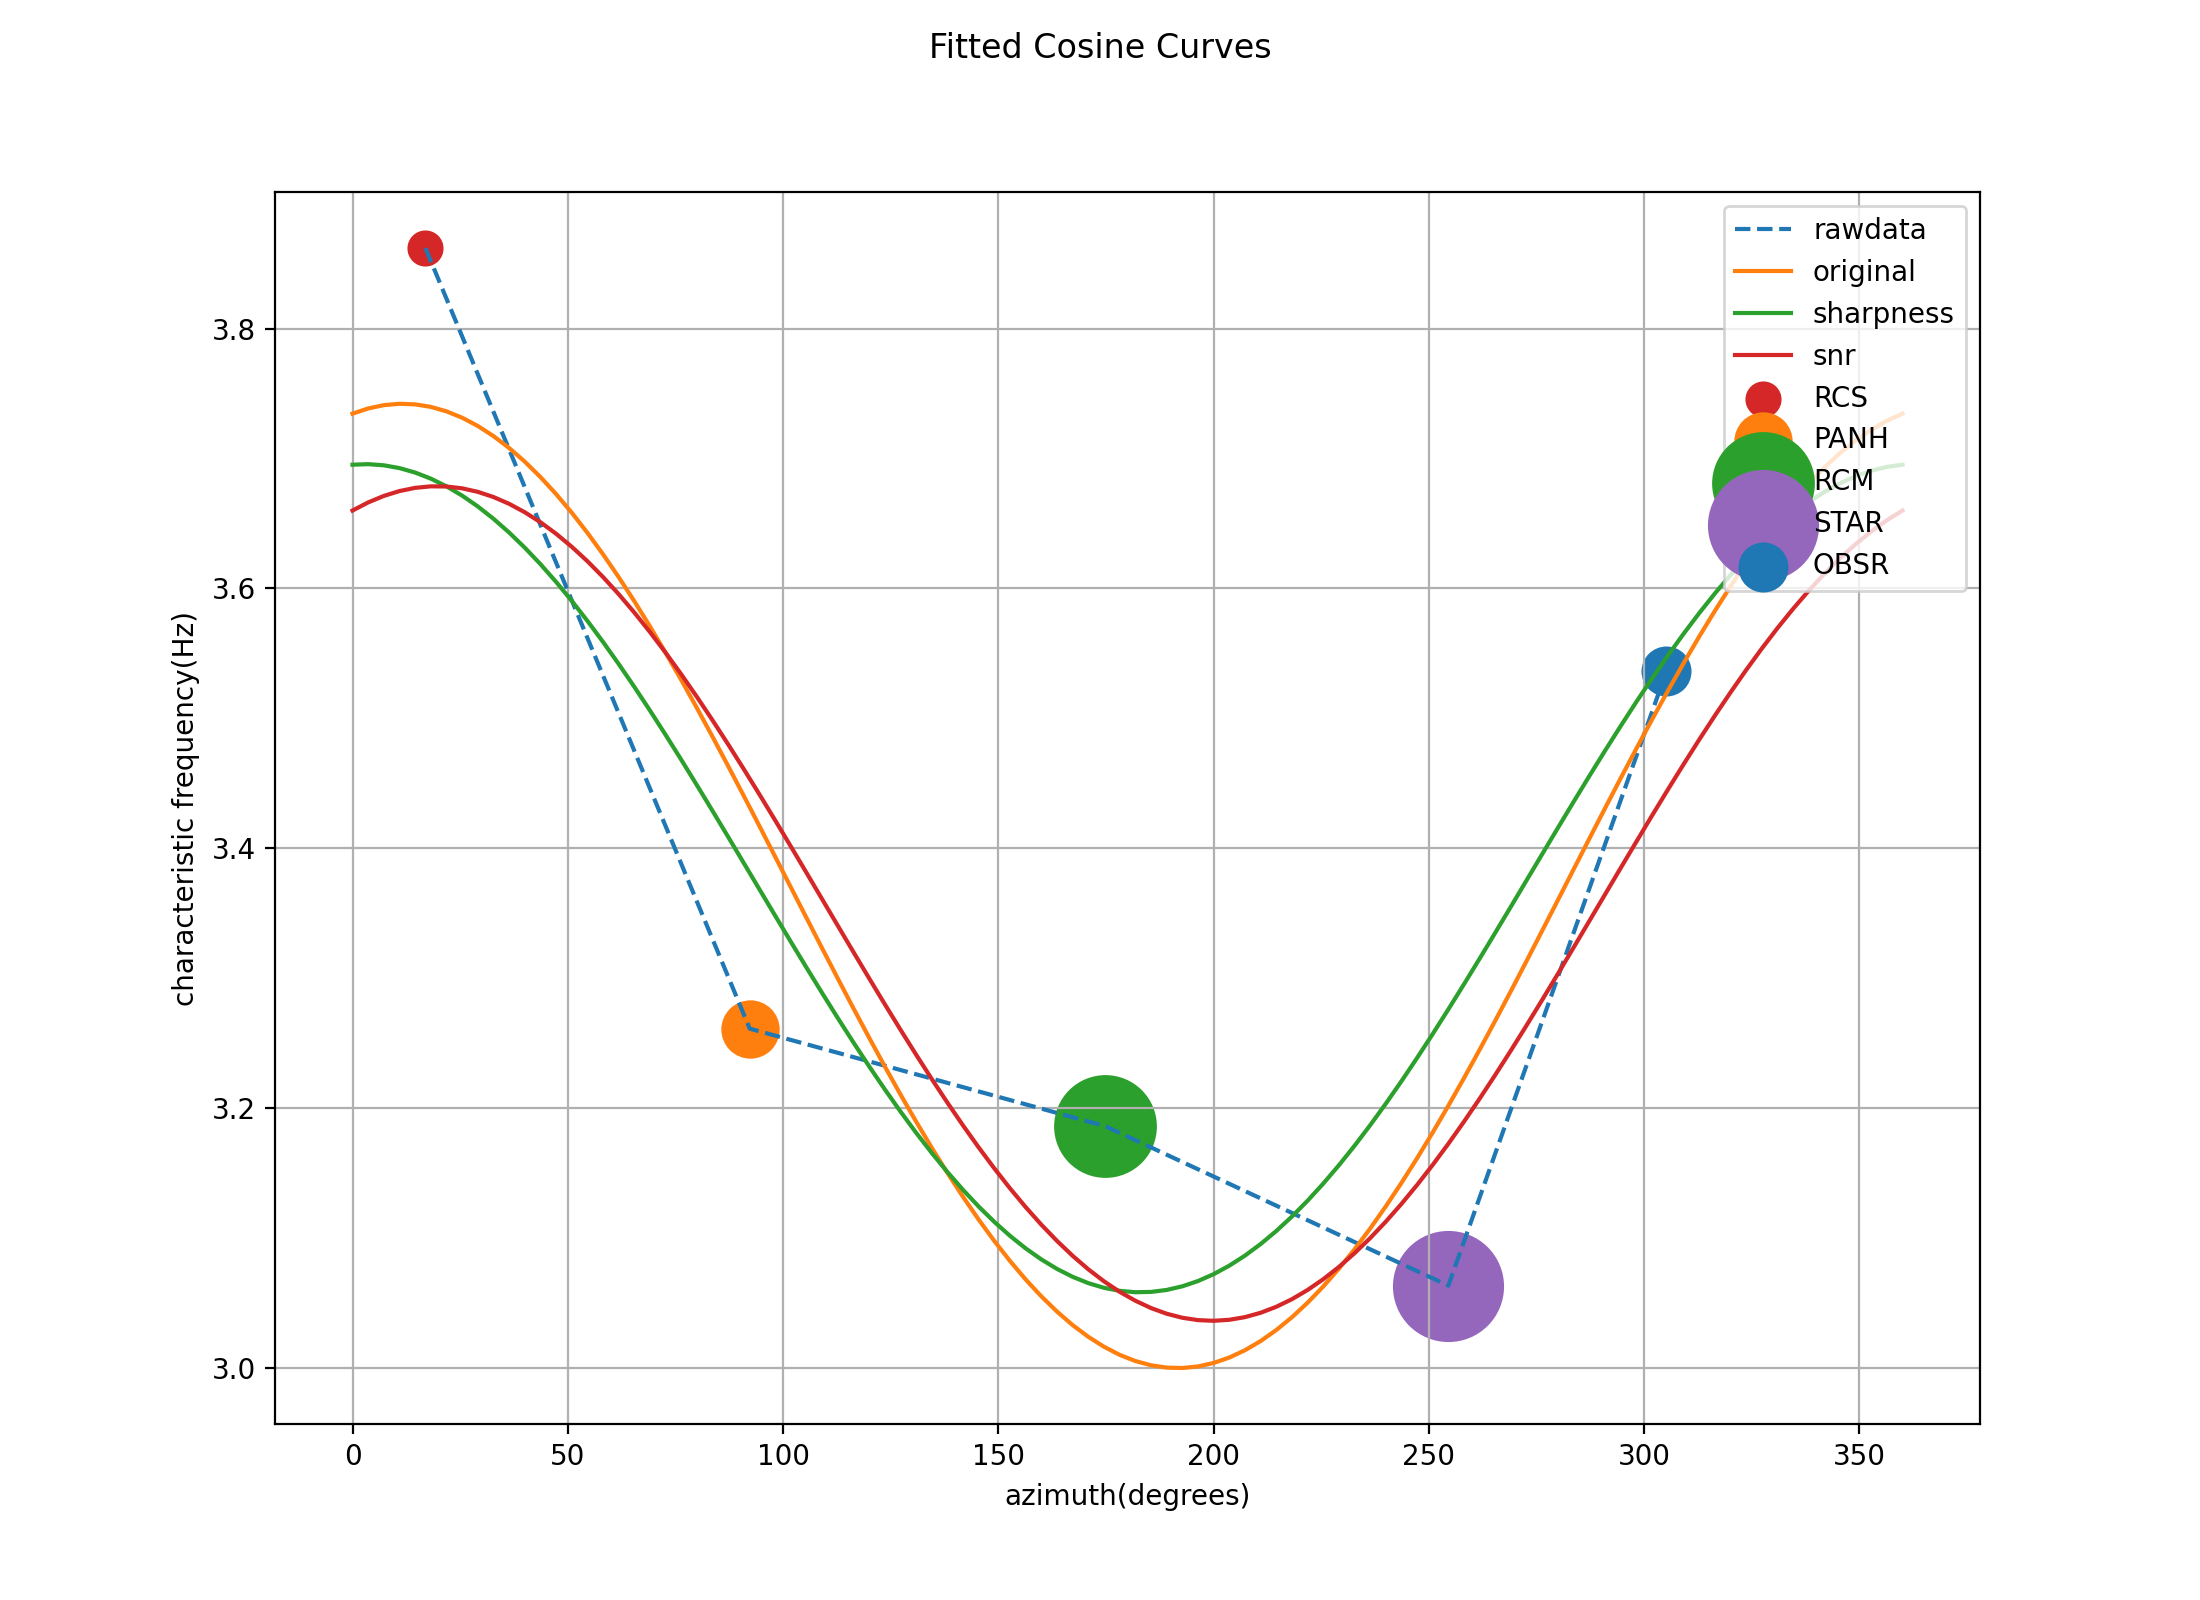 Fitted Cosine Curves
characteristic frequency(Hz)
3.8
3.6
3.4
3.2
3.0
rawdata
original
sharpness
snr
RCS
PANH
RCM
STAR
OBSR
0 50 100 150 200 250 300 350
azimuth(degrees)